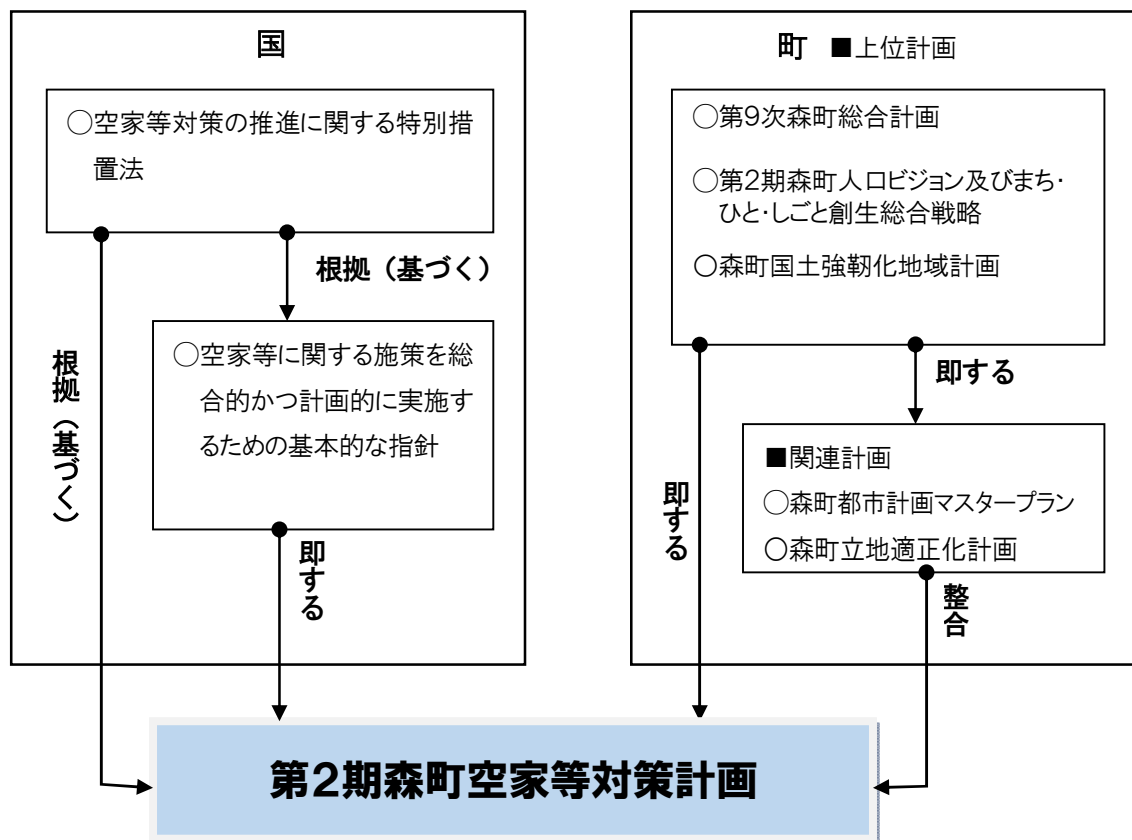 国
○空家等対策の推進に関する特別措
置法
根拠（基づく）
根拠（基づく）
○空家等に関する施策を総
合的かつ計画的に実施す
るための基本的な指針
即する
町 ■上位計画
○第9次森町総合計画
○第2期森町人口ビジョン及びまち・
ひと・しごと創生総合戦略
○森町国土強靭化地域計画
即する
即する
■関連計画
○森町都市計画マスタープラン
○森町立地適正化計画
整合
第2期森町空家等対策計画